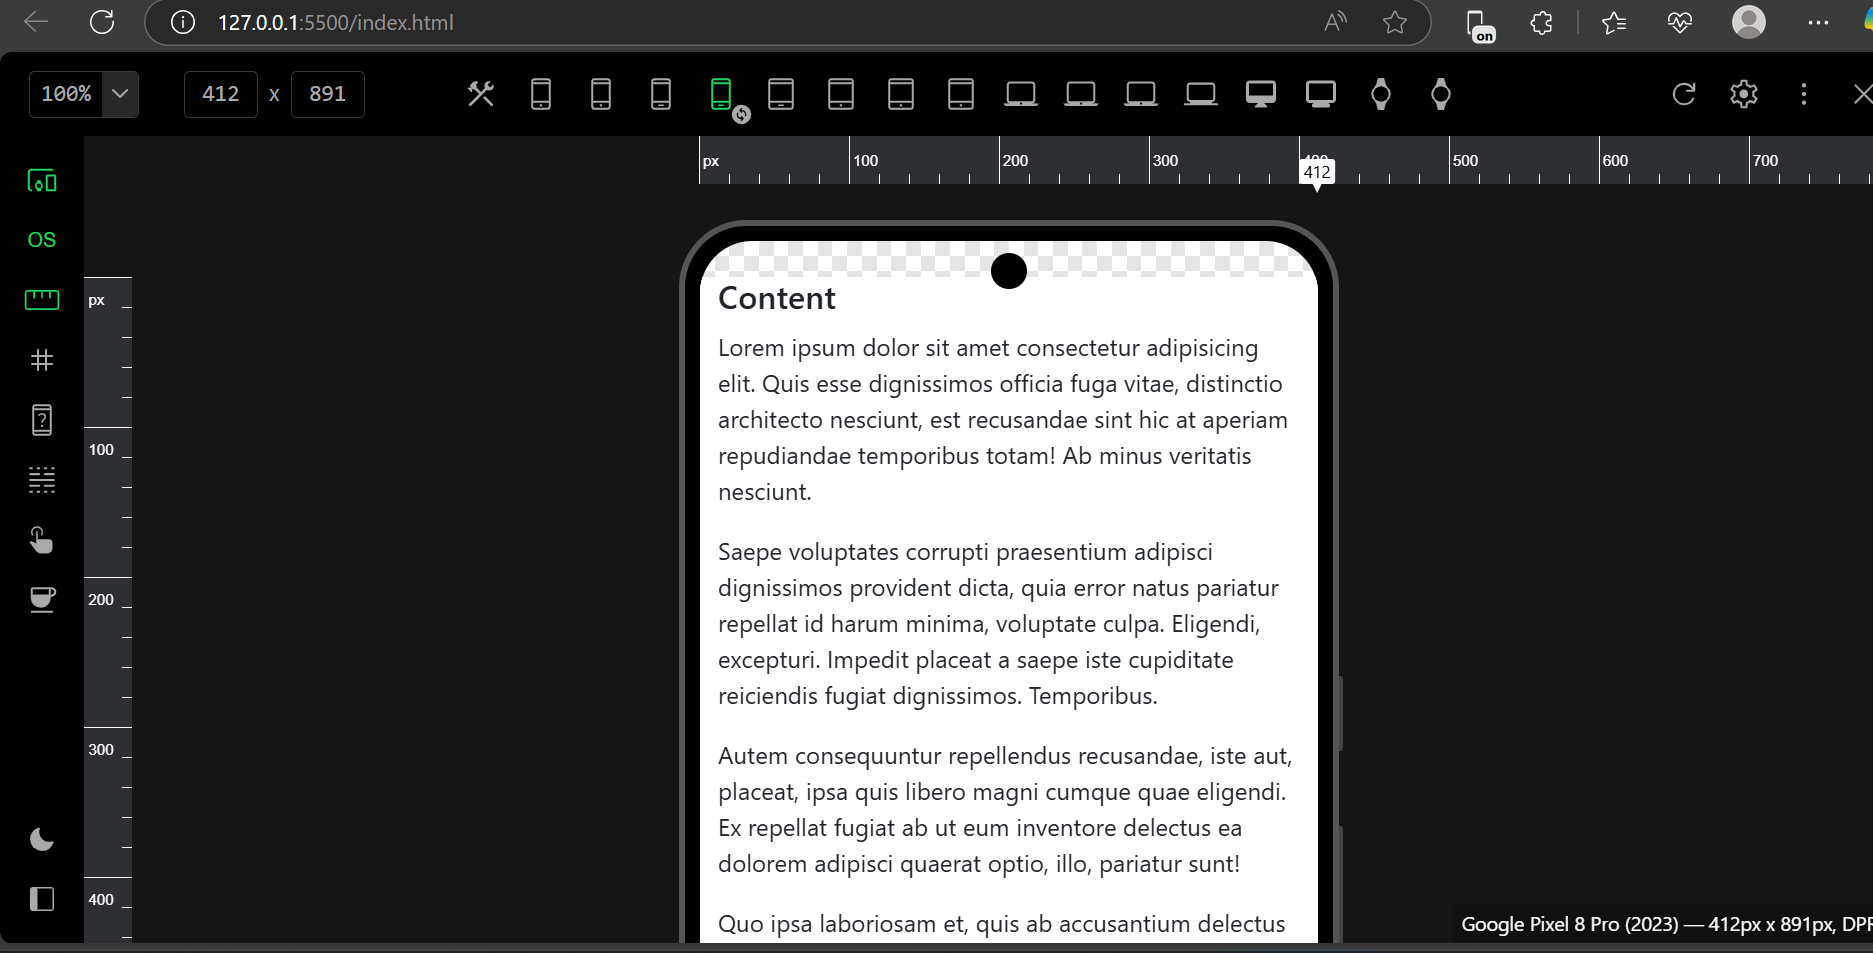 127.0.0.1:5500/index.html
on
100%
412 x 891
px 100 200 300 400 500 600 700
412
OS
px
100
200
300
400
Content
Lorem ipsum dolor sit amet consectetur adipisicing
elit. Quis esse dignissimos officia fuga vitae, distinctio
architecto nesciunt, est recusandae sint hic at aperiam
repudiandae temporibus totam! Ab minus veritatis
nesciunt.
Saepe voluptates corrupti praesentium adipisci
dignissimos provident dicta, quia error natus pariatur
repellat id harum minima, voluptate culpa. Eligendi,
excepturi. Impedit placeat a saepe iste cupiditate
reiciendis fugiat dignissimos. Temporibus.
Autem consequuntur repellendus recusandae, iste aut,
placeat, ipsa quis libero magni cumque quae eligendi.
Ex repellat fugiat ab ut eum inventore delectus ea
dolorem adipisci quaerat optio, illo, pariatur sunt!
Quo ipsa laboriosam et, quis ab accusantium delectus
Google Pixel 8 Pro (2023) — 412px x 891px, DPR